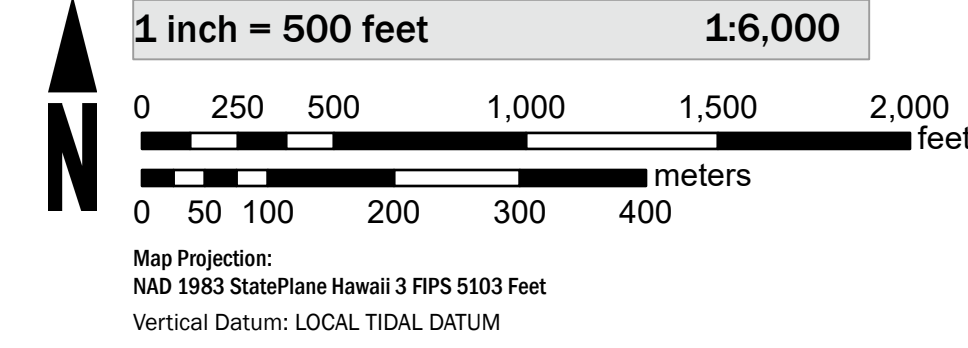 N
1 inch = 500 feet 1:6,000
0 250 500 1,000 1,500 2,000
feet
meters
0 50 100 200 300 400
Map Projection:
NAD 1983 StatePlane Hawaii 3 FIPS 5103 Feet
Vertical Datum: LOCAL TIDAL DATUM